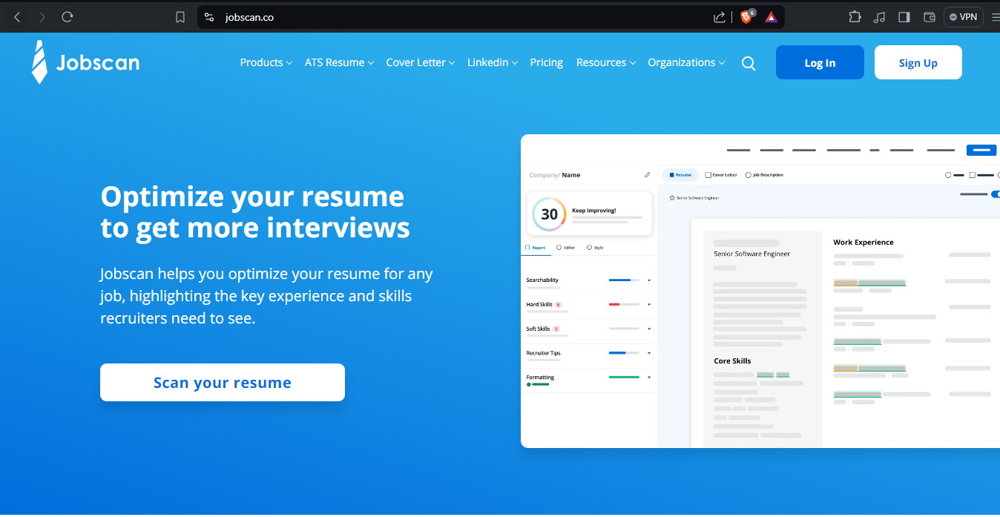 jobscan.co
6
VPN
Jobscan
Products
ATS Resume
Cover Letter
Linkedin
Pricing
Resources
Organizations
Log In
Sign Up
Optimize your resume
to get more interviews
Jobscan helps you optimize your resume for any
job, highlighting the key experience and skills
recruiters need to see.
Scan your resume
Company/ Name
30
Keep improving!
Report
Editor
Style
Searchability
Hard Skills 6
Soft Skills 3
Recruiter Tips
Formatting
Resume
Cover Letter
Job Description
Senior Software Engineer
Senior Software Engineer
Core Skills
Work Experience